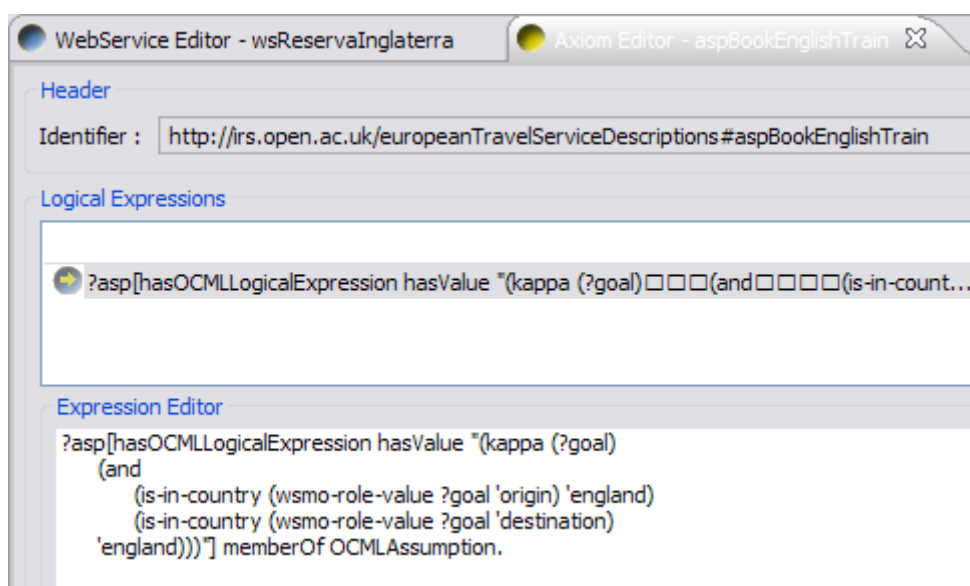 WebService Editor - wsReservaInglaterra
Axiom Editor - aspBookEnglishTrain
Header
Identifier : http://irs.open.ac.uk/europeanTravelServiceDescriptions#aspBookEnglishTrain
Logical Expressions
?asp[hasOCMLLogicalExpression hasValue "(kappa (?goal)□□□(and□□□□(is-in-count...
Expression Editor
?asp[hasOCMLLogicalExpression hasValue "(kappa (?goal)
(and
(is-in-country (wsmo-role-value ?goal 'origin) 'england)
(is-in-country (wsmo-role-value ?goal 'destination)
'england)))"] memberOf OCMLAssumption.